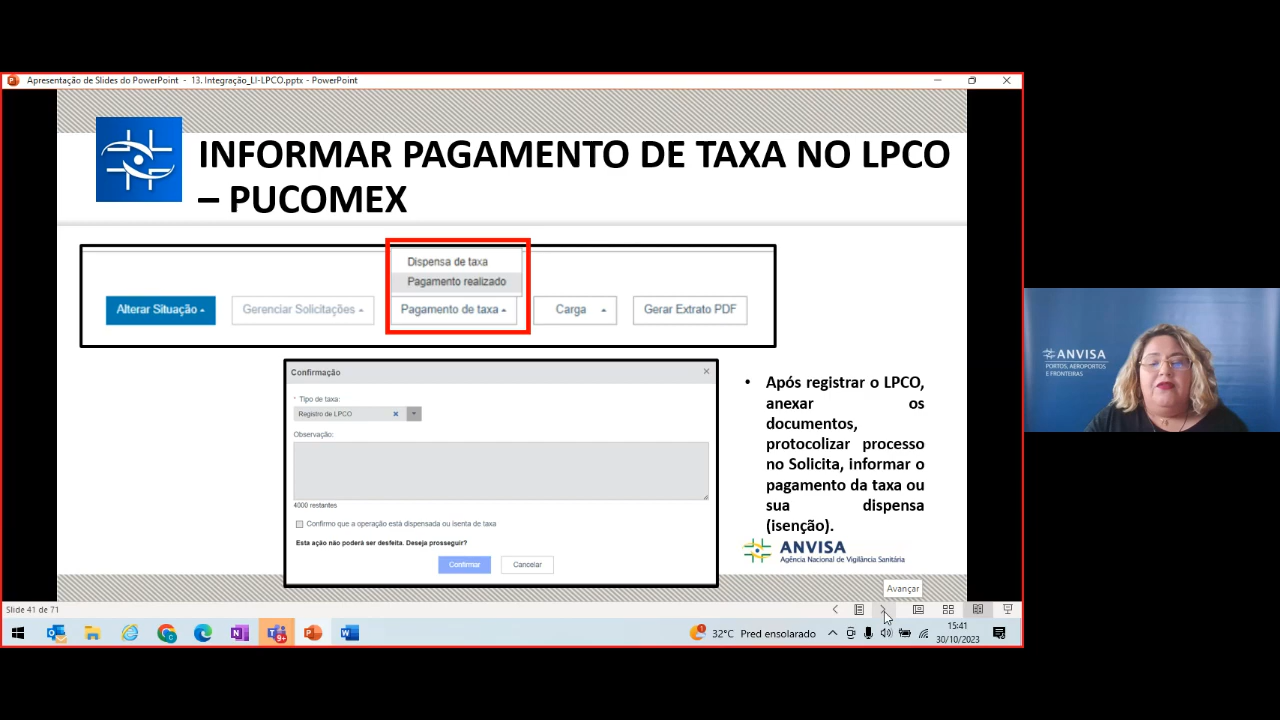 Apresentação de Slides do PowerPoint - 13. Integração_LI-LPCO.pptx - PowerPoint
INFORMAR PAGAMENTO DE TAXA NO LPCO
– PUCOMEX
Dispensa de taxa
Pagamento realizado
Alterar Situação
Gerenciar Solicitações
Pagamento de taxa
Carga
Gerar Extrato PDF
Confirmação
* Tipo de taxa:
Registro de LPCO
Observação:
4000 restantes
Confirmo que a operação está dispensada ou isenta de taxa
Esta ação não poderá ser desfeita. Deseja prosseguir?
Confirmar
Cancelar
• Após registrar o LPCO,
anexar os
documentos,
protocolizar processo
no Solicita, informar o
pagamento da taxa ou
sua dispensa
(isenção).
ANVISA
Agência Nacional de Vigilância Sanitária
ANVISA
PORTOS, AEROPORTOS
E FRONTEIRAS
Avançar
Slide 41 de 71
9+
1
32°C Pred ensolarado
15:41
30/10/2023